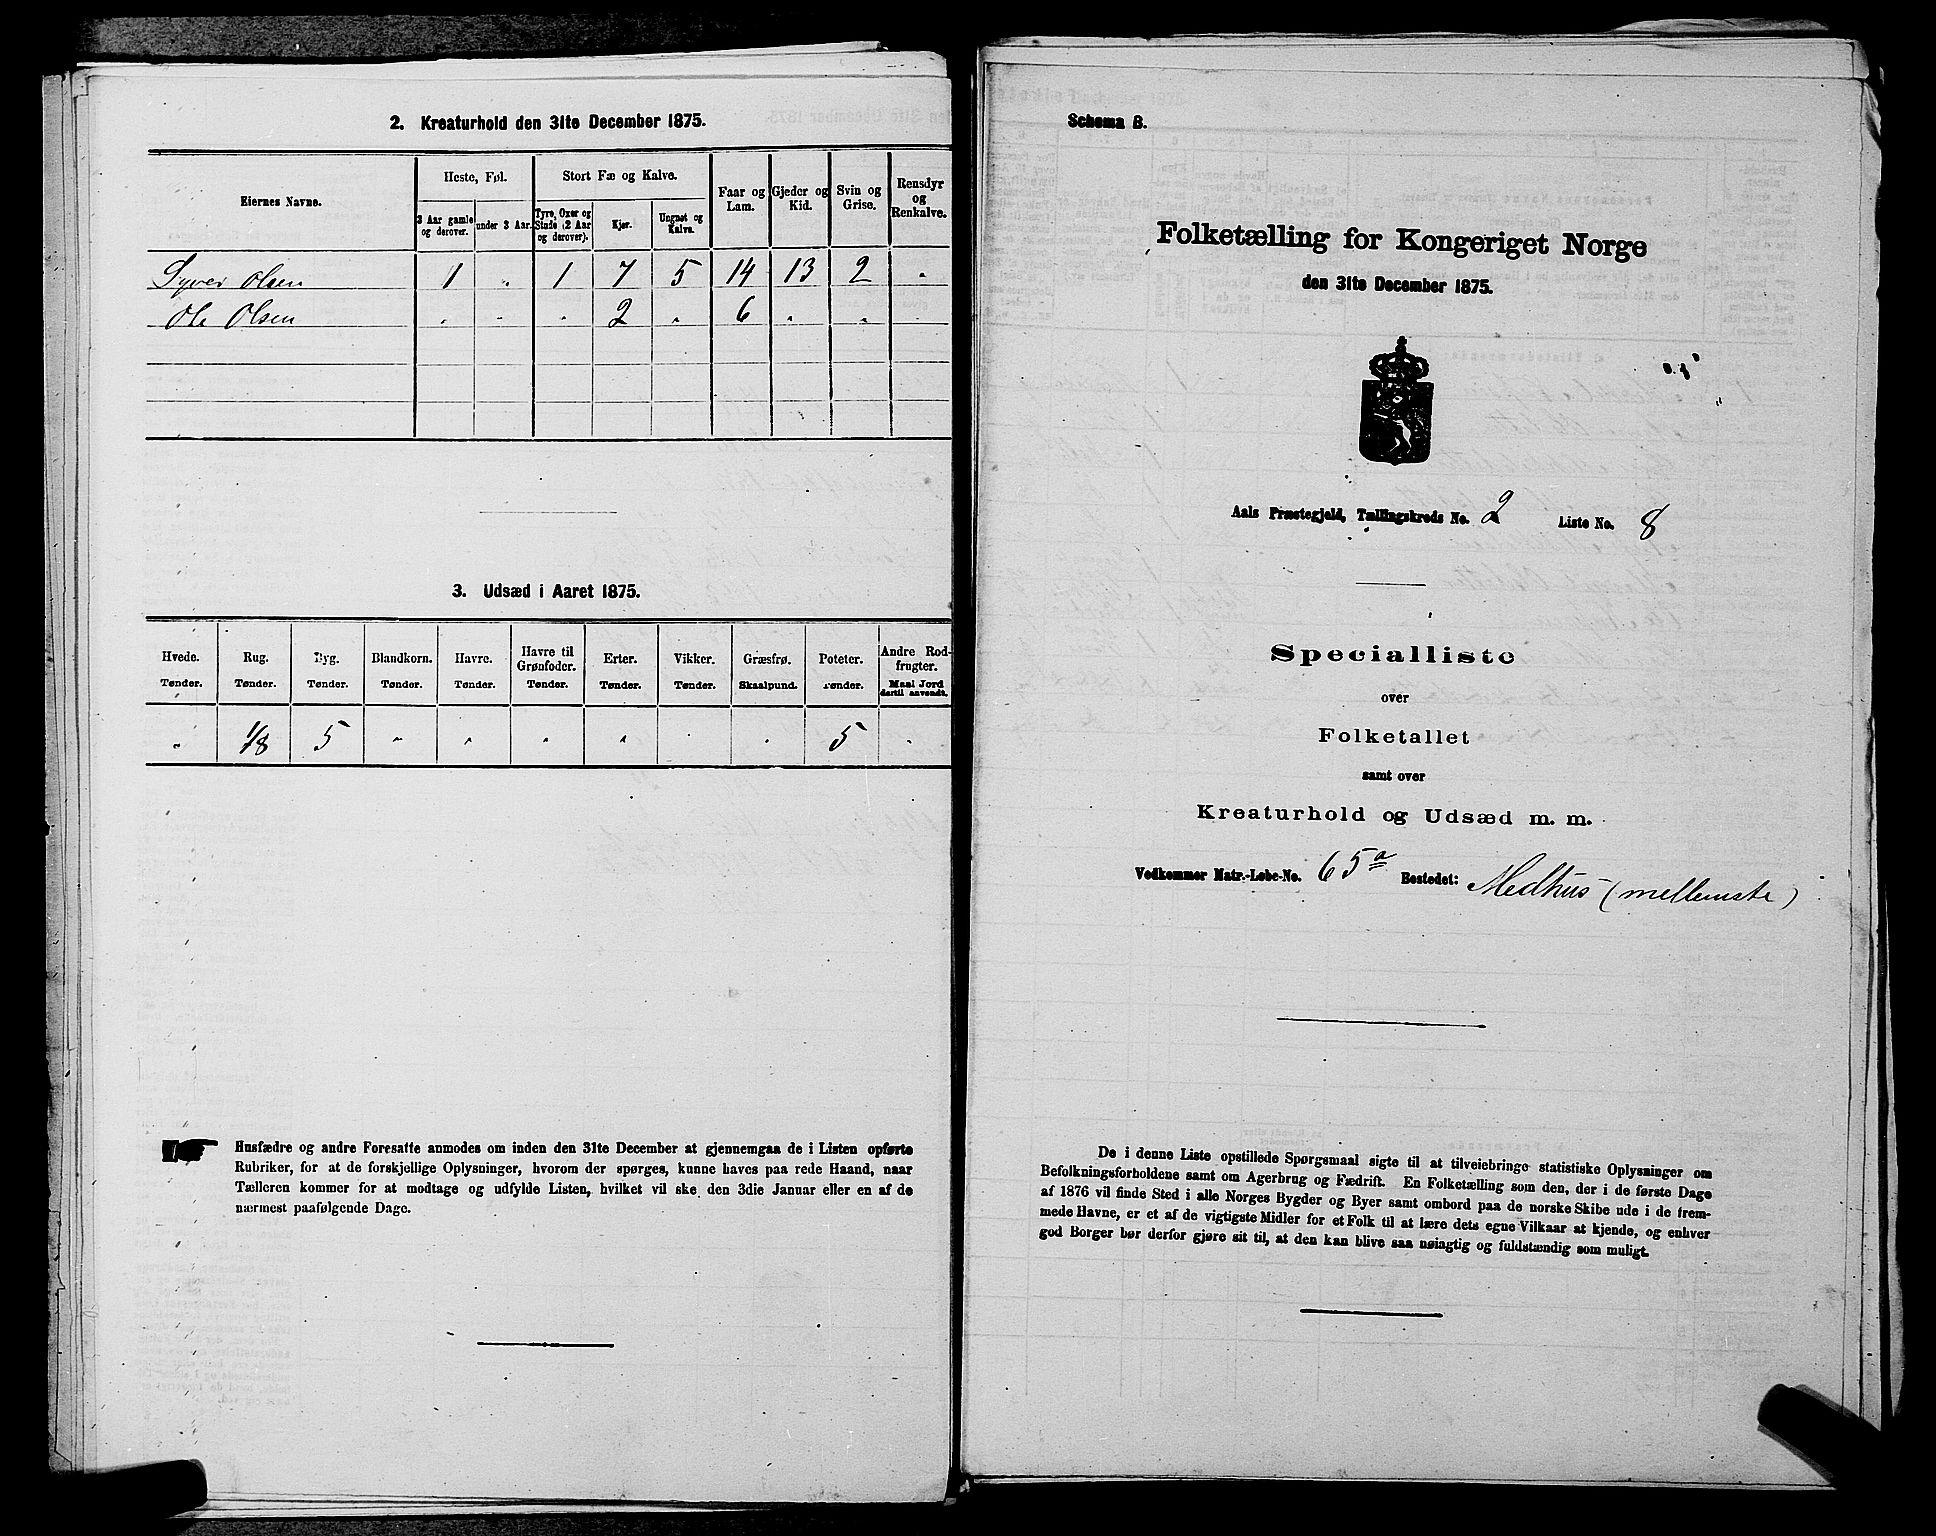 2. Kreaturhold den 31te December 1875.
Eiernes Navne.
Heste, Føl.
Stort Fæ og Kalve.
Faar og Lam.
Gjeder og Kid.
Svin og Grise.
Rensdyr og Renkalve.
3 Aar gamle og derover.
under 3 Aar.
Tyre, Oxer og Stude (2 Aar og derover).
Kjør.
Ungnøt og Kalve.
Syver Olsen 1 " 1 7 5 14 13 2 "
Ole Olsen " " " 2 " 6 " "
3. Udsæd i Aaret 1875.
Hvede. Rug. Byg. Blandkorn. Havre. Havre til Grønfoder. Erter. Vikker. Græsfrø. Poteter. Andre Rodfrugter.
Tønder. Tønder. Tønder. Tønder. Tønder. Tønder. Tønder. Tønder. Skaalpund. Tønder. Maal Jord dertil anvendt.
" 1/8 5 " " " " " " 5 "
Husfædre og andre Foresatte anmodes om inden den 31te December at gjennemgaa de i Listen opførte
Rubriker, for at de forskjellige Oplysninger, hvorom der spørges, kunne haves paa rede Haand, naar
Tælleren kommer for at modtage og udfylde Listen, hvilket vil ske den 3die Januar eller en af de
nærmest paafølgende Dage.
Schema B.
Folketælling for Kongeriget Norge
den 31te December 1875.
Aals Præstegjeld, Tællingskreds No. 2 Liste No. 8
Specialliste
over
Folketallet
samt over
Kreaturhold og Udsæd m. m.
Vedkommer Matr.-Løbe-No. 65a Bostedet: Medhus (mellemste)
De i denne Liste opstillede Spørgsmaal sigte til at tilveiebringe statistiske Oplysninger om
Befolkningsforholdene samt om Agerbrug og Fædrift. En Folketælling som den, der i de første Dage
af 1876 vil finde Sted i alle Norges Bygder og Byer samt ombord paa de norske Skibe ude i de frem-
mede Havne, er et af de vigtigste Midler for et Folk til at lære dets egne Vilkaar at kjende, og enhver
god Borger bør derfor gjøre sit til, at den kan blive saa nøiagtig og fuldstændig som muligt.